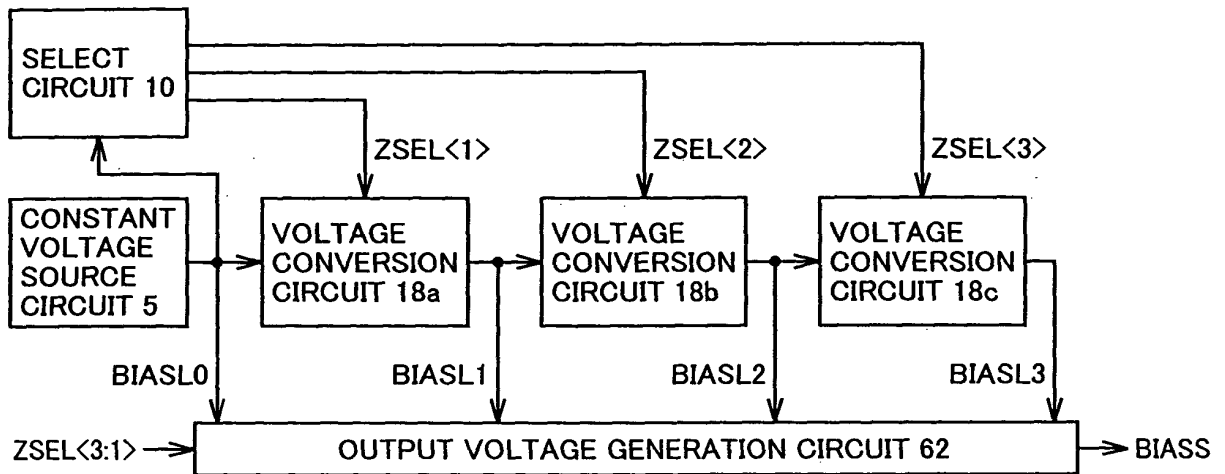 SELECT
CIRCUIT 10
ZSEL<1>
ZSEL<2>
ZSEL<3>
CONSTANT
VOLTAGE
SOURCE
CIRCUIT 5
VOLTAGE
CONVERSION
CIRCUIT 18a
VOLTAGE
CONVERSION
CIRCUIT 18b
VOLTAGE
CONVERSION
CIRCUIT 18c
BIASL0
BIASL1
BIASL2
BIASL3
ZSEL<3:1>
OUTPUT VOLTAGE GENERATION CIRCUIT 62
BIASS